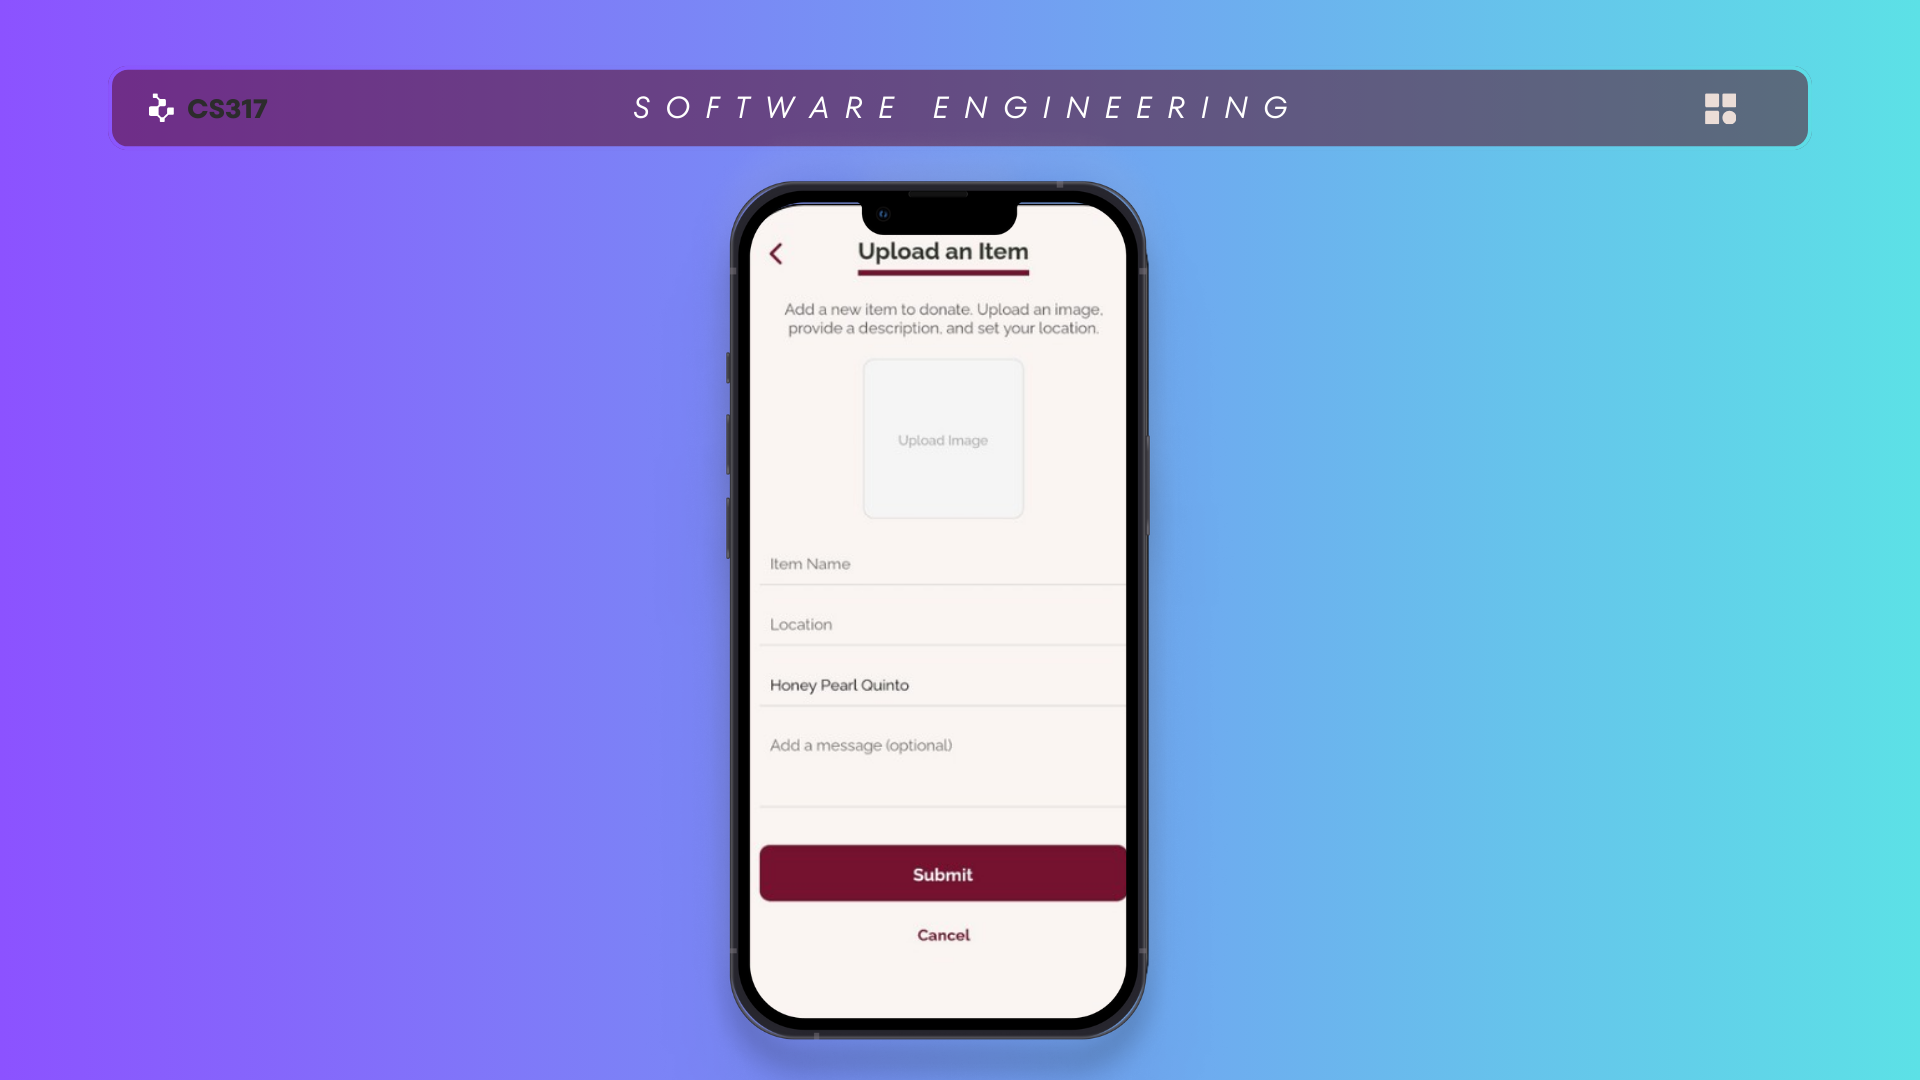 CS317
SOFTWARE ENGINEERING
Upload an Item
Add a new item to donate. Upload an image,
provide a description, and set your location.
Upload Image
Item Name
Location
Honey Pearl Quinto
Add a message (optional)
Submit
Cancel